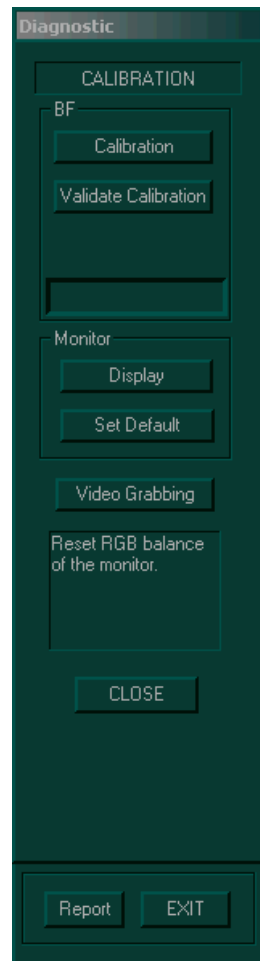 Diagnostic
CALIBRATION
BF
Calibration
Validate Calibration
Monitor
Display
Set Default
Video Grabbing
Reset RGB balance
of the monitor.
CLOSE
Report
EXIT